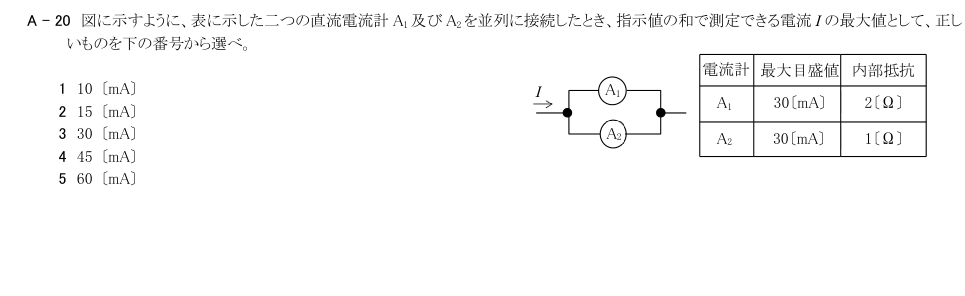 A－20 図に示すように、表に示した二つの直流電流計 A₁ 及び A₂ を並列に接続したとき、指示値の和で測定できる電流 I の最大値として、正し
いものを下の番号から選べ。
1 10 〔mA〕
2 15 〔mA〕
3 30 〔mA〕
4 45 〔mA〕
5 60 〔mA〕
I
A₁
A₂
電流計 最大目盛値 内部抵抗
A₁ 30〔mA〕 2〔Ω〕
A₂ 30〔mA〕 1〔Ω〕